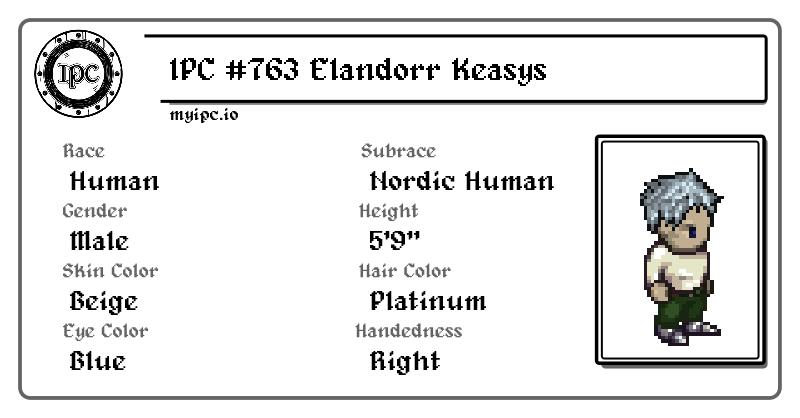 IPC
IPC #763 Elandorr Keasys
myipc.io
Race
Human
Subrace
Nordic Human
Gender
Male
Height
5'9"
Skin Color
Beige
Hair Color
Platinum
Eye Color
Blue
Handedness
Right